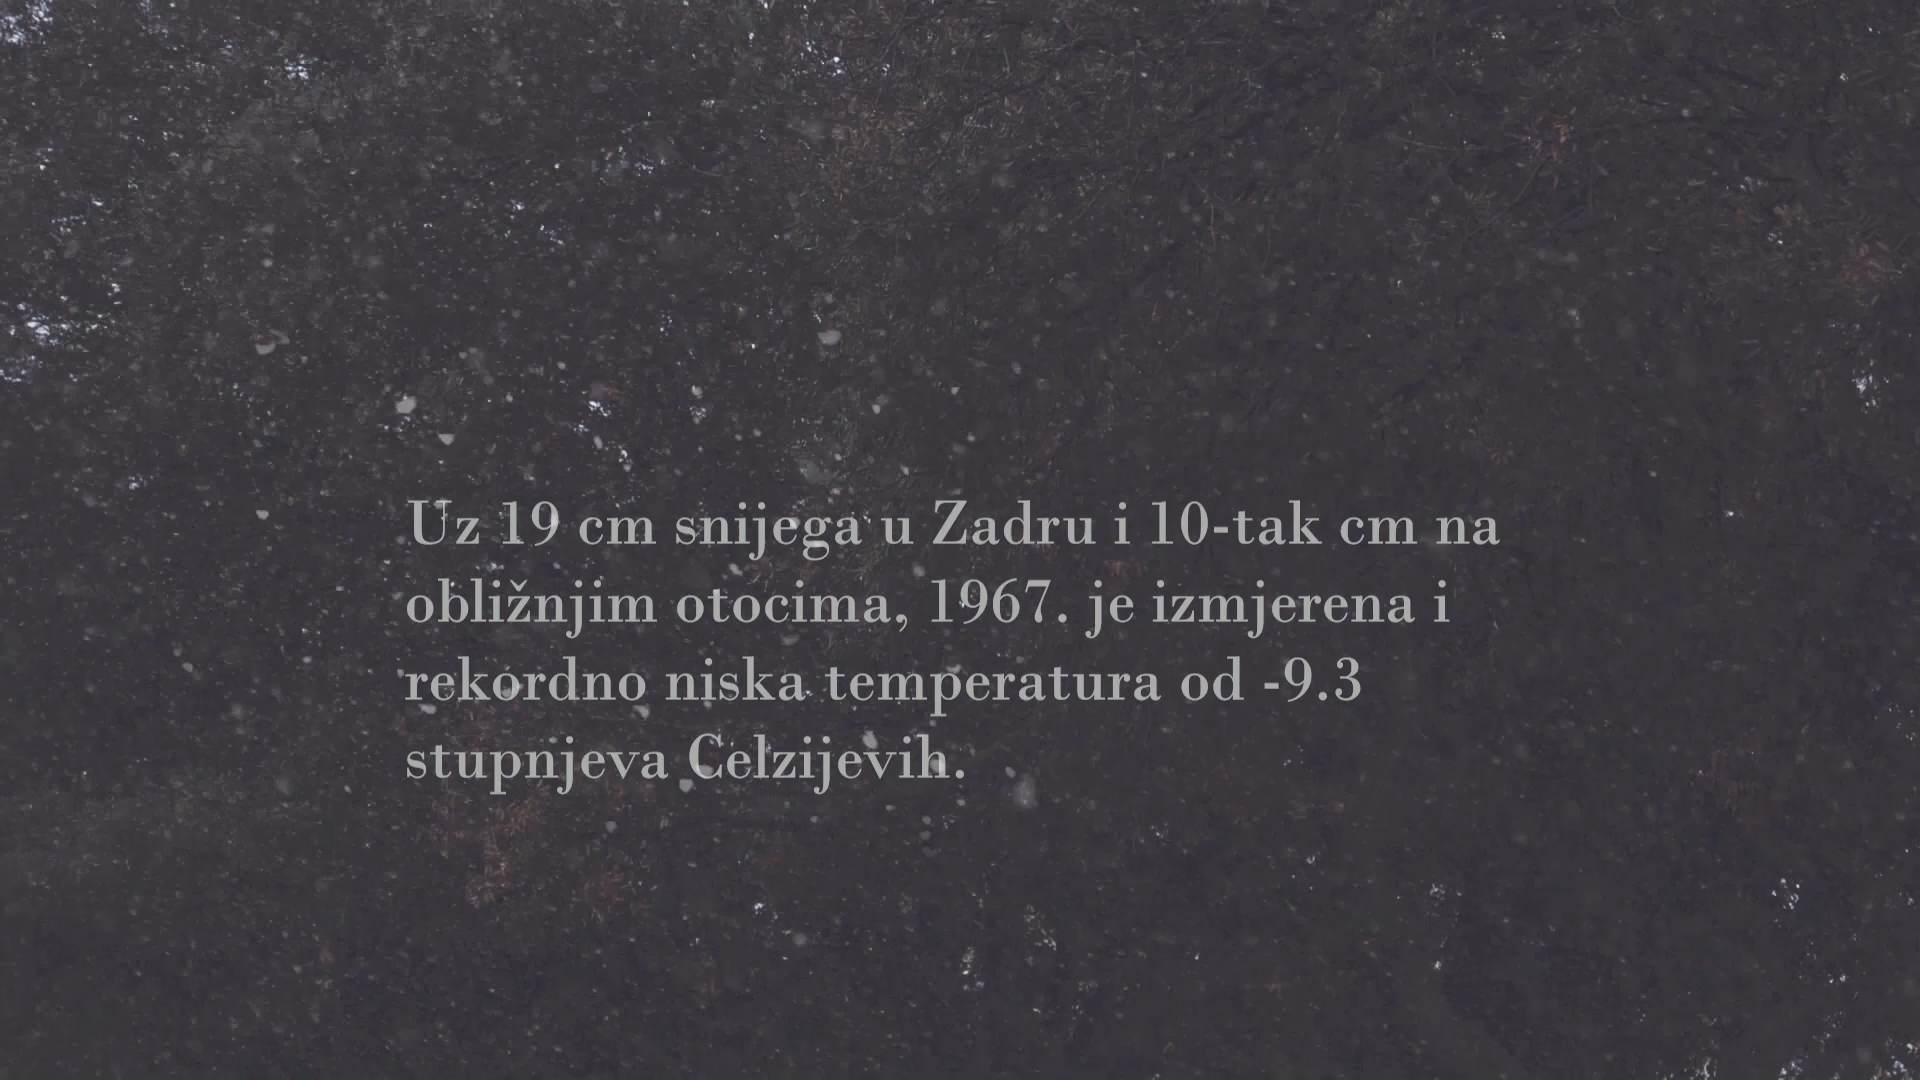 Uz 19 cm snijega u Zadru i 10-tak cm na
obližnjim otocima, 1967. je izmjerena i
rekordno niska temperatura od -9.3
stupnjeva Celzijevih.